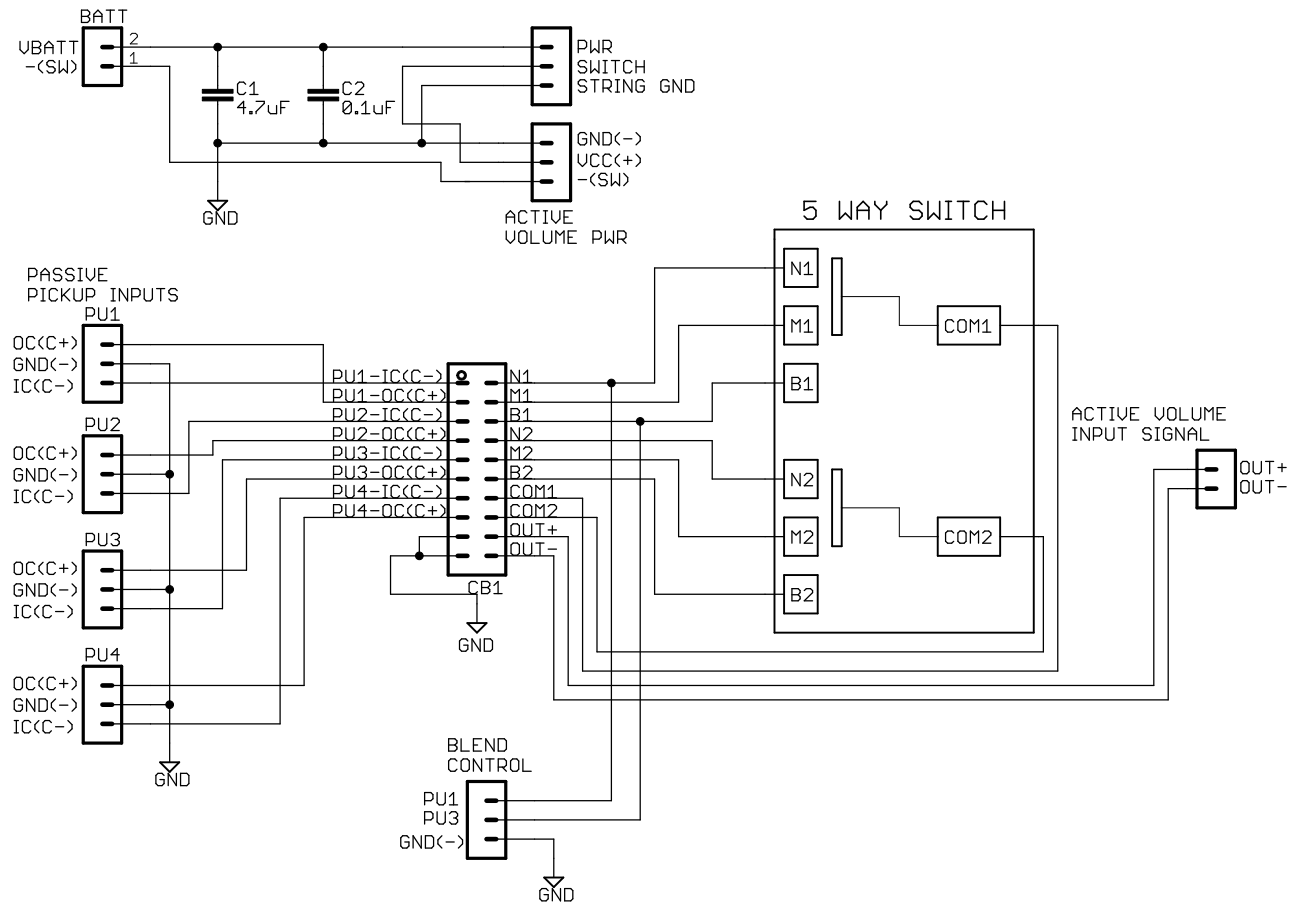 BATT
VBATT
2
-(SW)
1
C1
4.7uF
C2
0.1uF
GND
PWR
SWITCH
STRING GND
GND(-)
VCC(+)
-(SW)
ACTIVE
VOLUME PWR
5 WAY SWITCH
N1
M1
B1
COM1
N2
M2
B2
COM2
PASSIVE
PICKUP INPUTS
PU1
OC(C+)
GND(-)
IC(C-)
PU2
OC(C+)
GND(-)
IC(C-)
PU3
OC(C+)
GND(-)
IC(C-)
PU4
OC(C+)
GND(-)
IC(C-)
GND
PU1-IC(C-)
PU1-OC(C+)
PU2-IC(C-)
PU2-OC(C+)
PU3-IC(C-)
PU3-OC(C+)
PU4-IC(C-)
PU4-OC(C+)
N1
M1
B1
N2
M2
B2
COM1
COM2
OUT+
OUT-
CB1
GND
ACTIVE VOLUME
INPUT SIGNAL
OUT+
OUT-
BLEND
CONTROL
PU1
PU3
GND(-)
GND